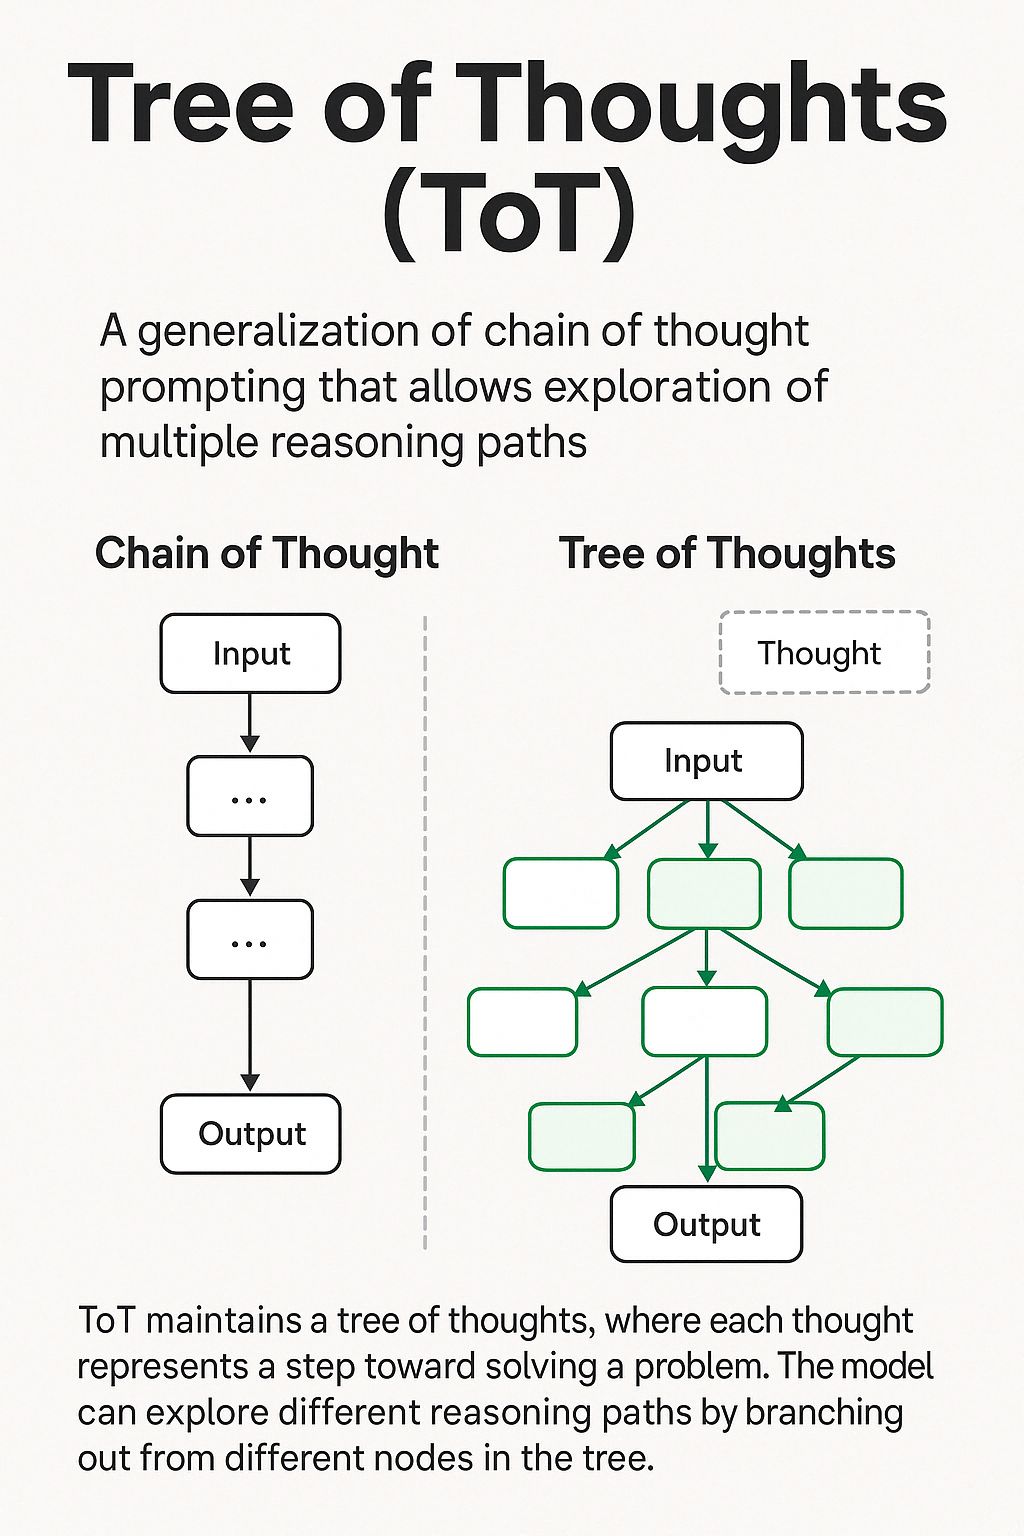 Tree of Thoughts
(ToT)
A generalization of chain of thought
prompting that allows exploration of
multiple reasoning paths
Chain of Thought
Input
...
...
Output
Tree of Thoughts
Thought
Input
Output
ToT maintains a tree of thoughts, where each thought
represents a step toward solving a problem. The model
can explore different reasoning paths by branching
out from different nodes in the tree.